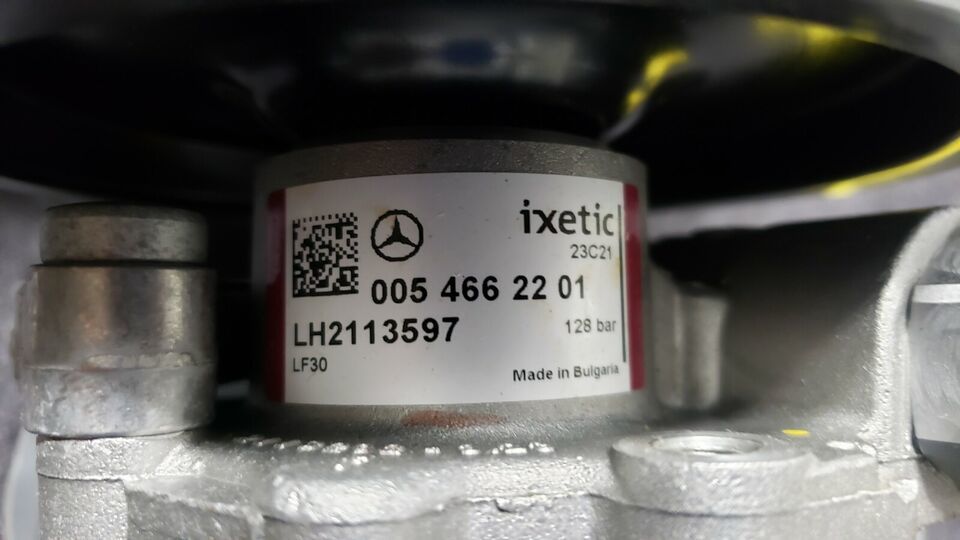 ixetic
23C21
005 466 22 01
LH2113597
128 bar
LF30
Made in Bulgaria